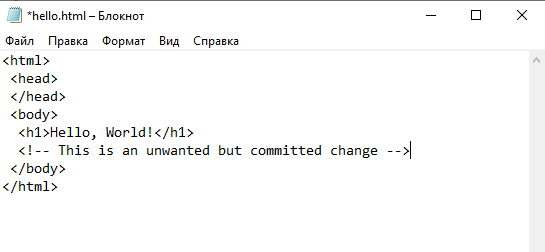 *hello.html – Блокнот
Файл Правка Формат Вид Справка
<html>
 <head>
 </head>
 <body>
  <h1>Hello, World!</h1>
  <!-- This is an unwanted but committed change -->
 </body>
</html>